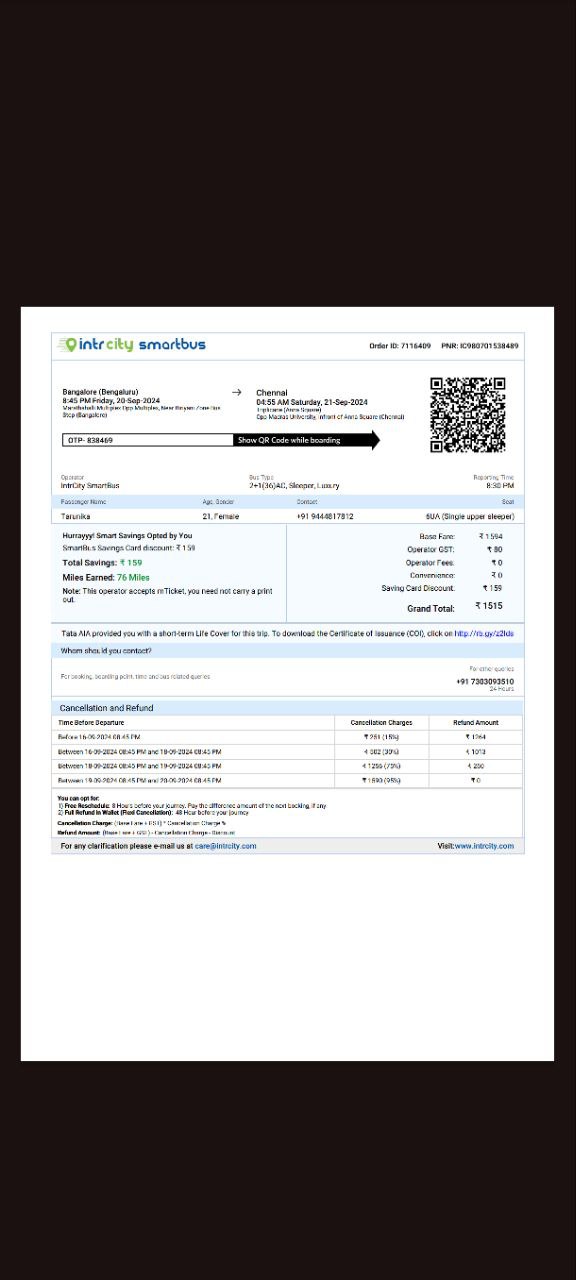 intrcity smartbus
Order ID: 7116409 PNR: IC980701538489
Bangalore (Bengaluru) → Chennai
8:45 PM Friday, 20-Sep-2024 04:55 AM Saturday, 21-Sep-2024
Marathahalli Multiplex Opp Multiplex, Near Biriyani Zone Bus Stop (Bangalore)
Triplicane (Anna Square)
Opp Madras University, Infront of Anna Square (Chennai)
OTP- 838469 Show QR Code while boarding
Operator Bus Type Reporting Time
IntrCity SmartBus 2+1(36)AC, Sleeper, Luxury 8:30 PM
Passenger Name Age, Gender Contact Seat
Tarunika 21, Female +91 9444817812 6UA (Single upper sleeper)
Hurrayy! Smart Savings Opted by You
SmartBus Savings Card discount: ₹ 159
Total Savings: ₹ 159
Miles Earned: 76 Miles
Note: This operator accepts mTicket, you need not carry a print
out.
Base Fare: ₹ 1594
Operator GST: ₹ 80
Operator Fees: ₹ 0
Convenience: ₹ 0
Saving Card Discount: ₹ 159
Grand Total: ₹ 1515
Tata AIA provided you with a short-term Life Cover for this trip. To download the Certificate of Issuance (COI), click on http://rb.gy/z2lds
Whom should you contact?
For booking, boarding point, time and bus related queries
For other queries
+91 7303093510
24 Hours
Cancellation and Refund
Time Before Departure Cancellation Charges Refund Amount
Before 16-09-2024 08:45 PM ₹ 251 (15%) ₹ 1264
Between 16-09-2024 08:45 PM and 18-09-2024 08:45 PM ₹ 502 (30%) ₹ 1013
Between 18-09-2024 08:45 PM and 19-09-2024 08:45 PM ₹ 1255 (75%) ₹ 260
Between 19-09-2024 08:45 PM and 20-09-2024 08:45 PM ₹ 1590 (95%) ₹ 0
You can opt for:
1) Free Reschedule: 8 Hours before your journey. Pay the difference amount of the next booking, if any
2) Full Refund in Wallet (Flexi Cancellation): 48 Hour before your journey
Cancellation Charge: (Base Fare + GST) * Cancellation Charge %
Refund Amount: (Base Fare + GST) - Cancellation Charge - Discount
For any clarification please e-mail us at care@intrcity.com Visit:www.intrcity.com